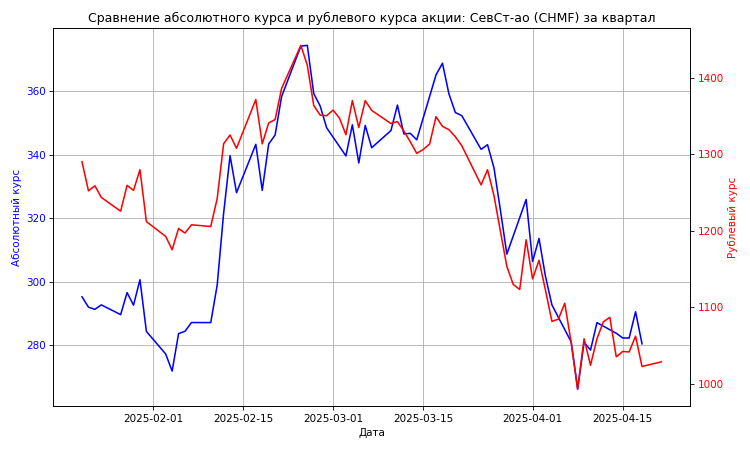 Сравнение абсолютного курса и рублевого курса акции: СевСт-ао (CHMF) за квартал
360
340
320
300
280
Абсолютный курс
1400
1300
1200
1100
1000
Рублевый курс
2025-02-01 2025-02-15 2025-03-01 2025-03-15 2025-04-01 2025-04-15
Дата